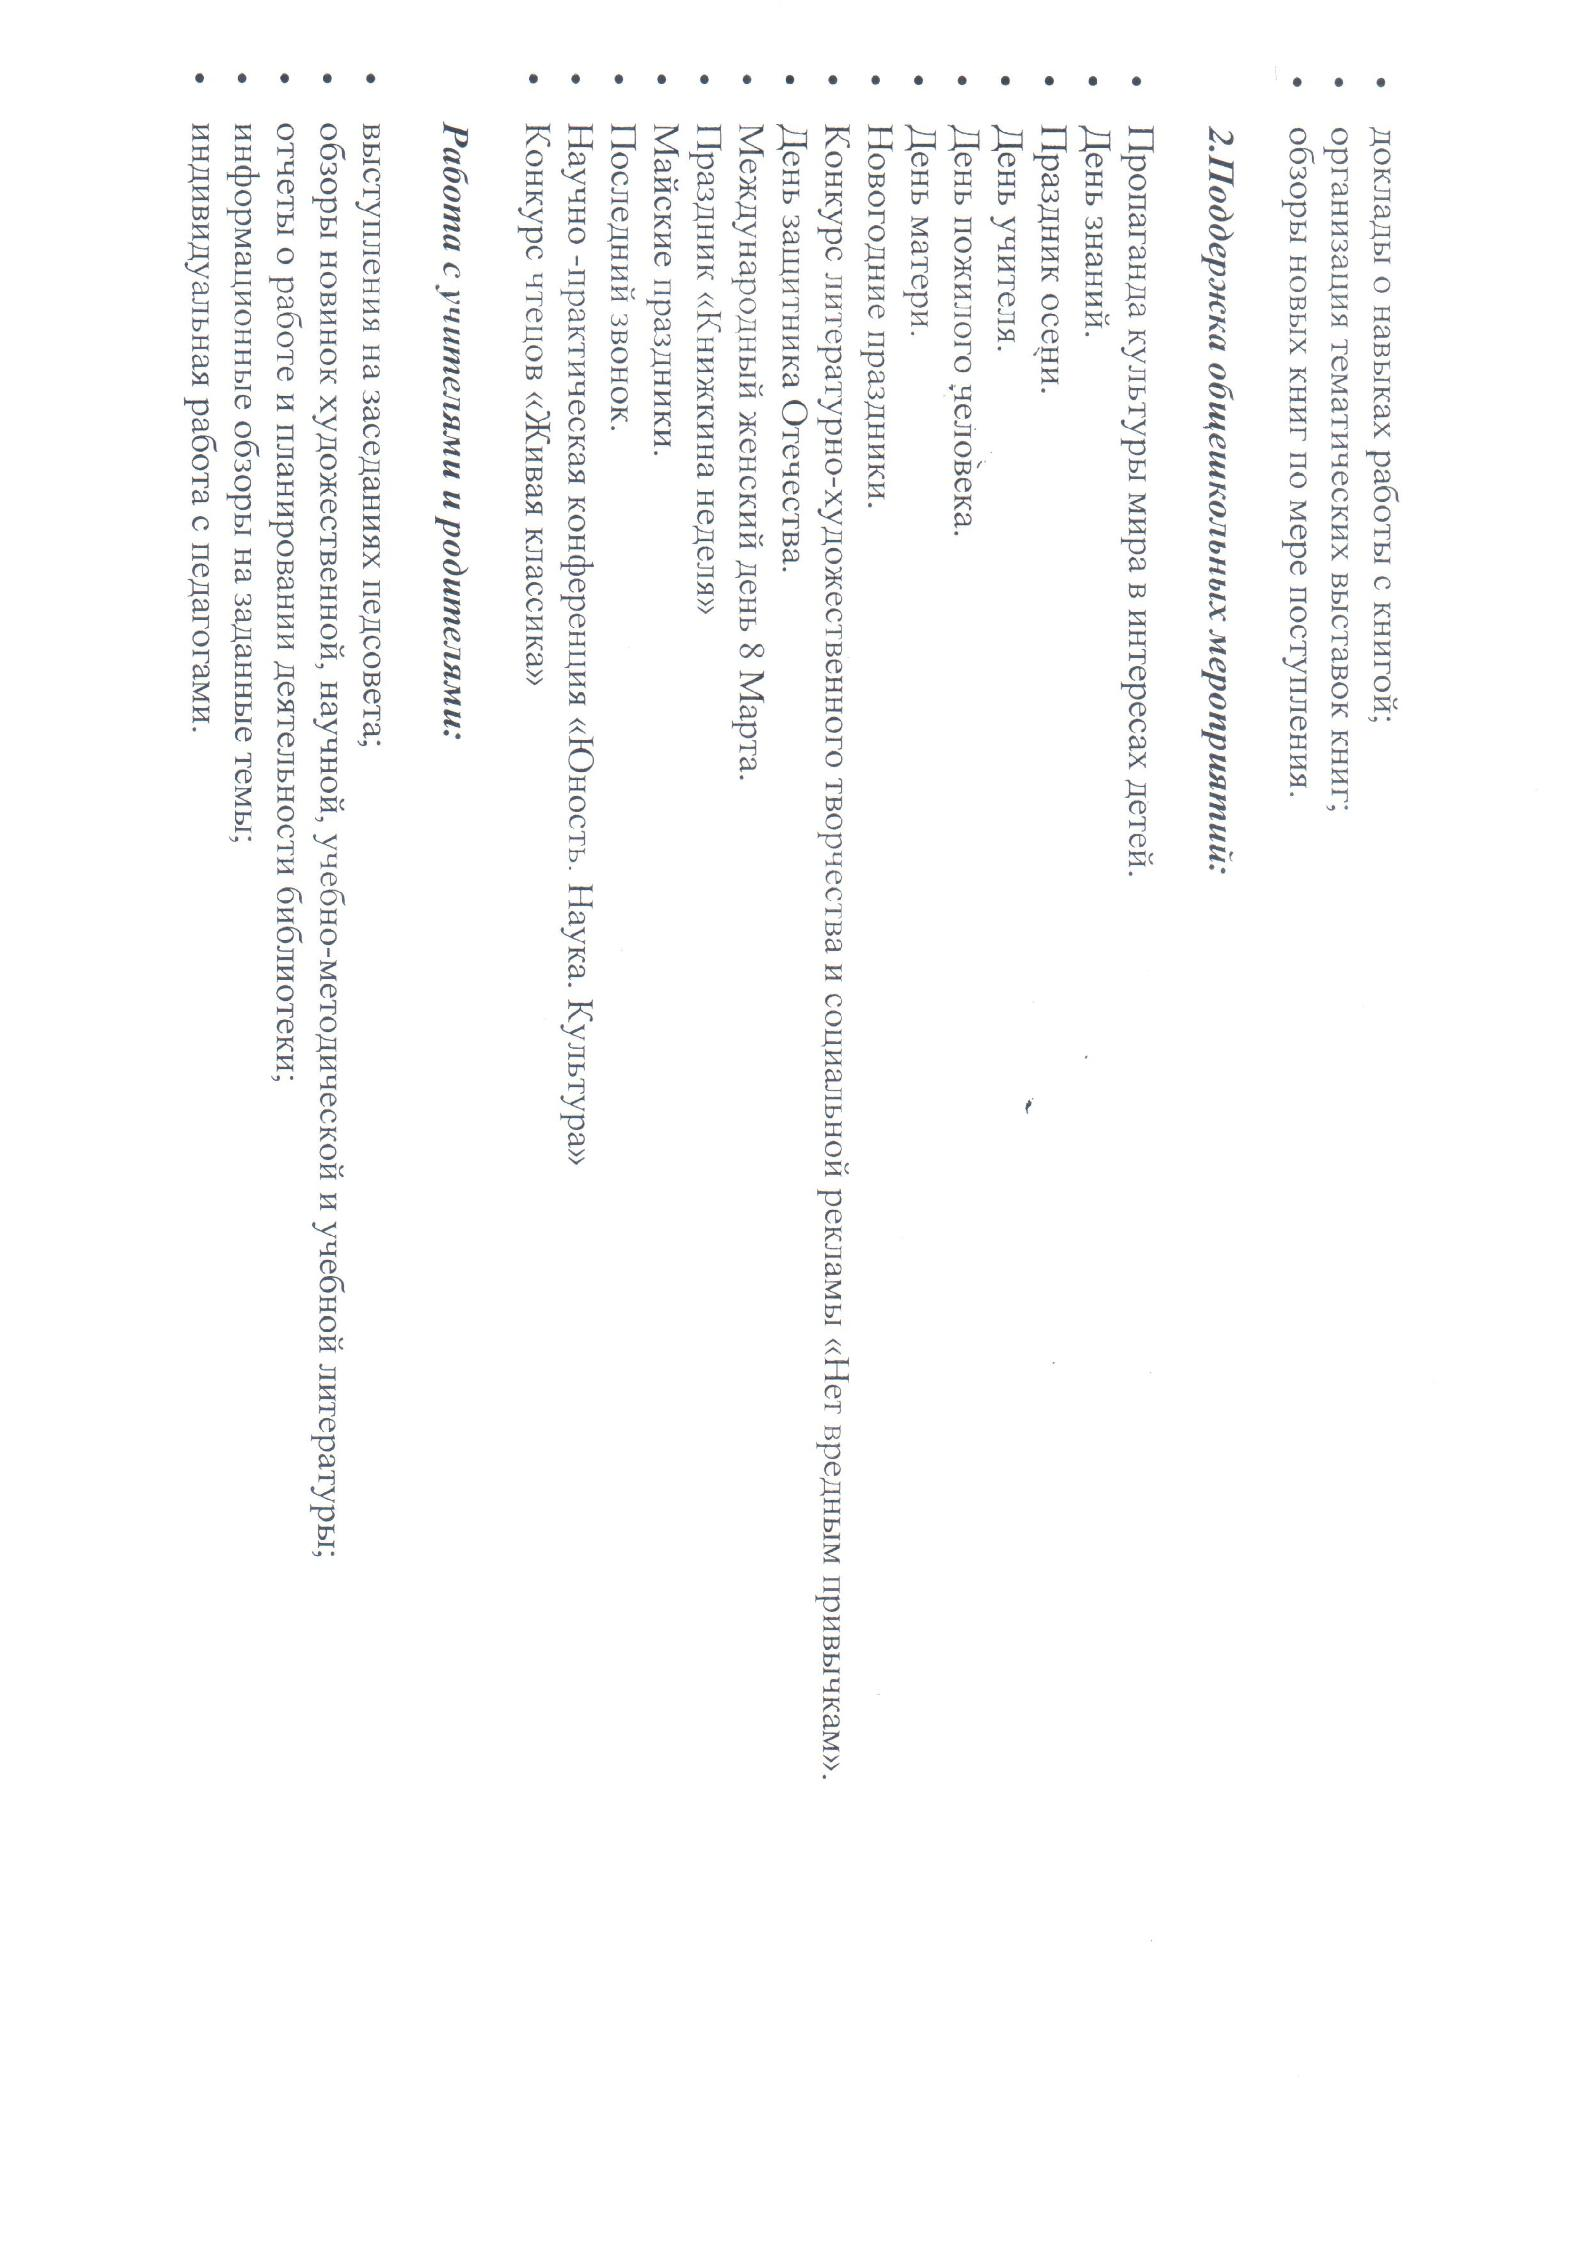 • доклады о навыках работы с книгой;
• организация тематических выставок книг;
• обзоры новых книг по мере поступления.
2.Поддержка общешкольных мероприятий:
• Пропаганда культуры мира в интересах детей.
• День знаний.
• Праздник осени.
• День учителя.
• День пожилого человека.
• День матери.
• Новогодние праздники.
• Конкурс литературно-художественного творчества и социальной рекламы «Нет вредным привычкам».
• День защитника Отечества.
• Международный женский день 8 Марта.
• Праздник «Книжкина неделя»
• Майские праздники.
• Последний звонок.
• Научно -практическая конференция «Юность. Наука. Культура»
• Конкурс чтецов «Живая классика»
Работа с учителями и родителями:
• выступления на заседаниях педсовета;
• обзоры новинок художественной, научной, учебно-методической и учебной литературы;
• отчеты о работе и планировании деятельности библиотеки;
• информационные обзоры на заданные темы;
• индивидуальная работа с педагогами.